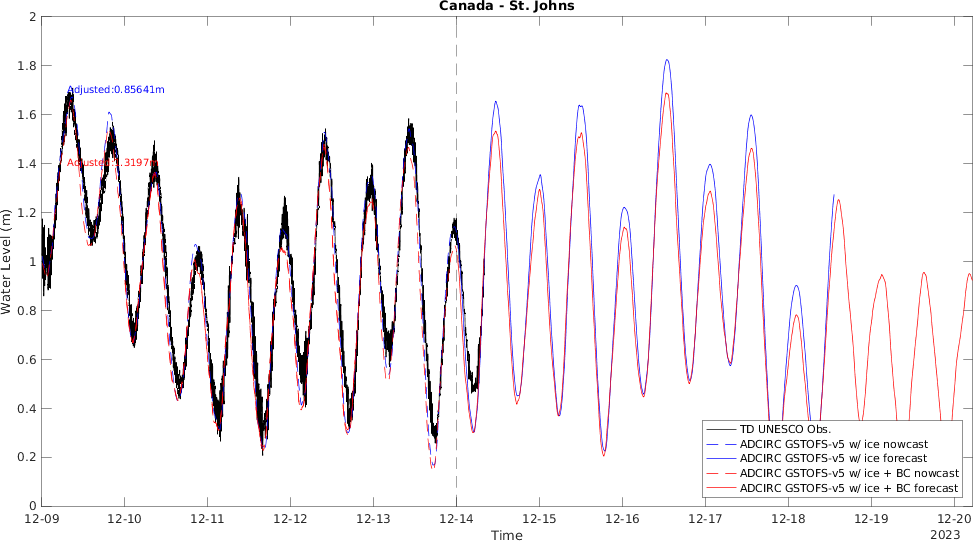 Canada - St. Johns
2
1.8
1.6
1.4
1.2
1
0.8
0.6
0.4
0.2
0
Water Level (m)
Adjusted:0.85641m
TD UNESCO Obs.
ADCIRC GSTOFS-v5 w/ ice nowcast
ADCIRC GSTOFS-v5 w/ ice forecast
ADCIRC GSTOFS-v5 w/ ice + BC nowcast
ADCIRC GSTOFS-v5 w/ ice + BC forecast
12-09 12-10 12-11 12-12 12-13 12-14 12-15 12-16 12-17 12-18 12-19 12-20
Time
2023